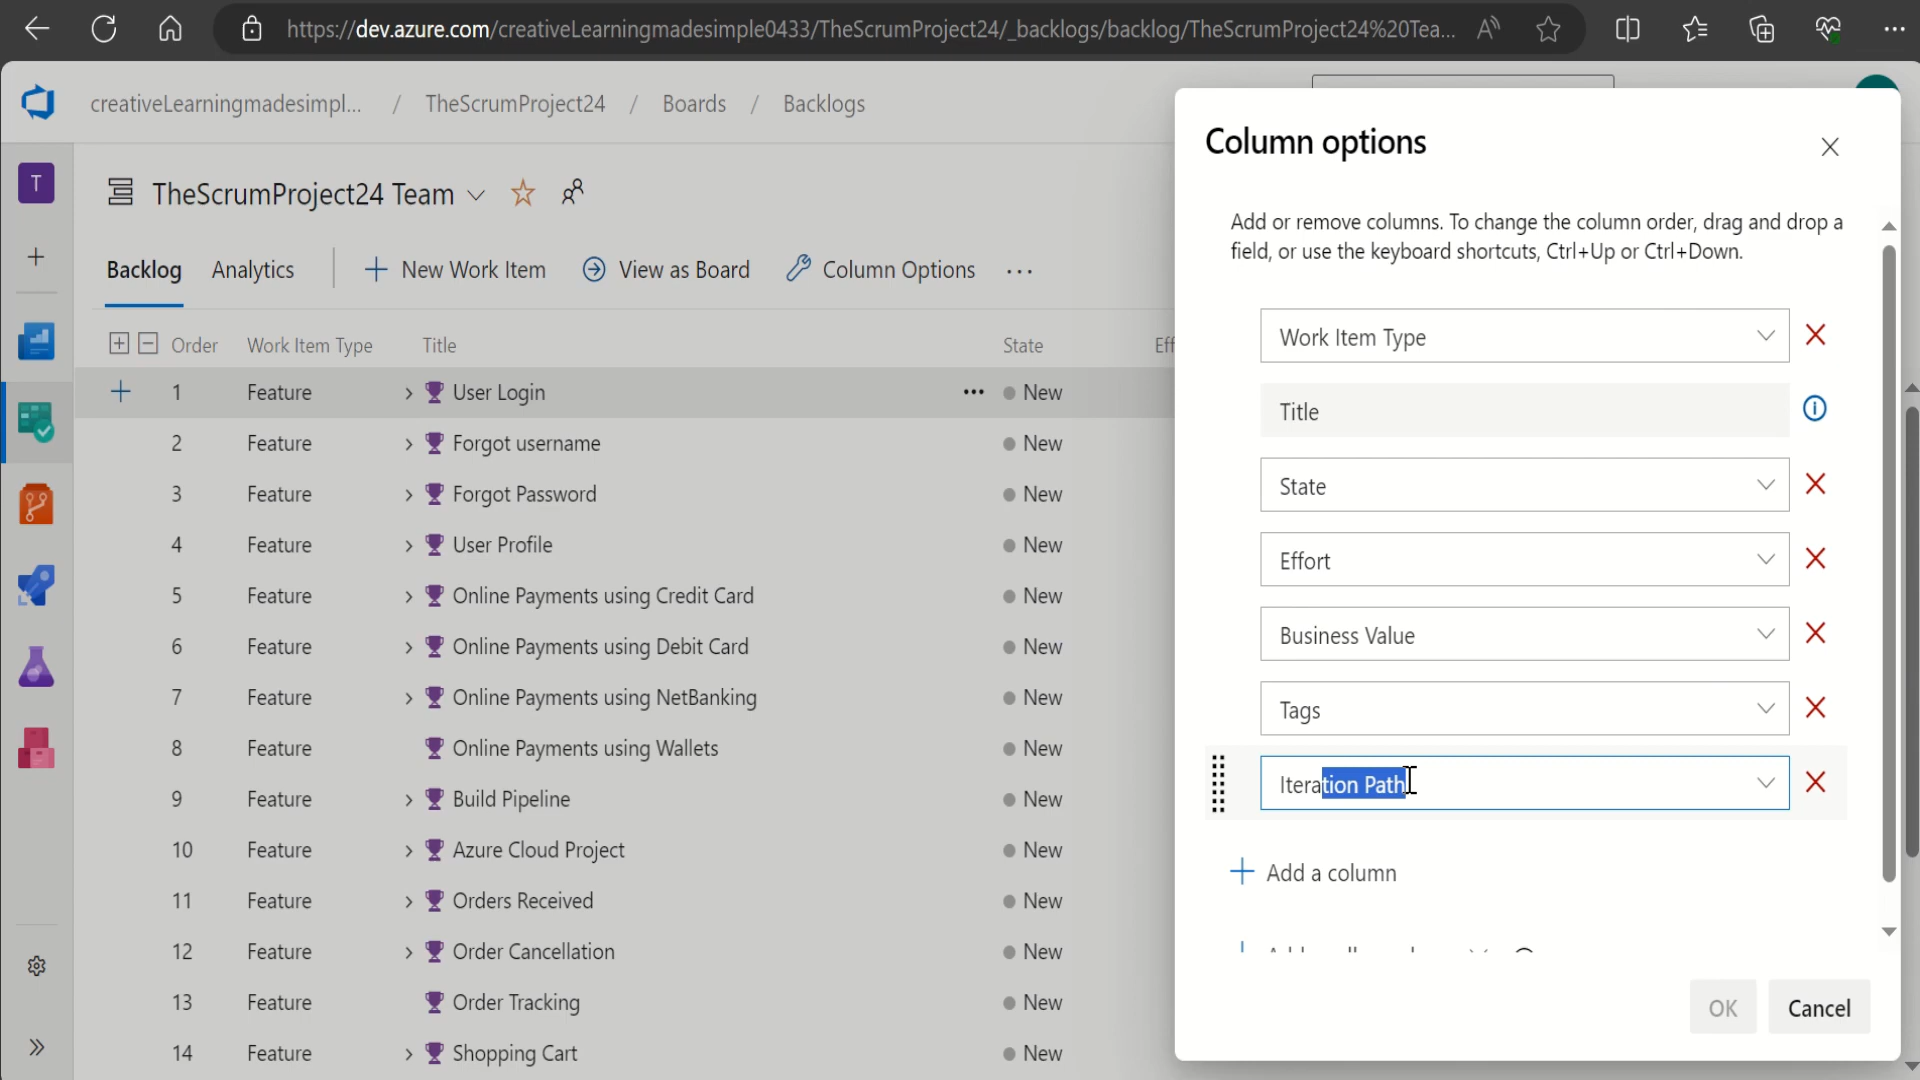 https://dev.azure.com/creativeLearningmadesimple0433/TheScrumProject24/_backlogs/backlog/TheScrumProject24%20Tea...
creativeLearningmadesimpl... / TheScrumProject24 / Boards / Backlogs
T
TheScrumProject24 Team
Backlog Analytics New Work Item View as Board Column Options
Order Work Item Type Title State Eff
1 Feature User Login New
2 Feature Forgot username New
3 Feature Forgot Password New
4 Feature User Profile New
5 Feature Online Payments using Credit Card New
6 Feature Online Payments using Debit Card New
7 Feature Online Payments using NetBanking New
8 Feature Online Payments using Wallets New
9 Feature Build Pipeline New
10 Feature Azure Cloud Project New
11 Feature Orders Received New
12 Feature Order Cancellation New
13 Feature Order Tracking New
14 Feature Shopping Cart New
Column options
Add or remove columns. To change the column order, drag and drop a
field, or use the keyboard shortcuts, Ctrl+Up or Ctrl+Down.
Work Item Type
Title
State
Effort
Business Value
Tags
Iteration Path
Add a column
OK Cancel